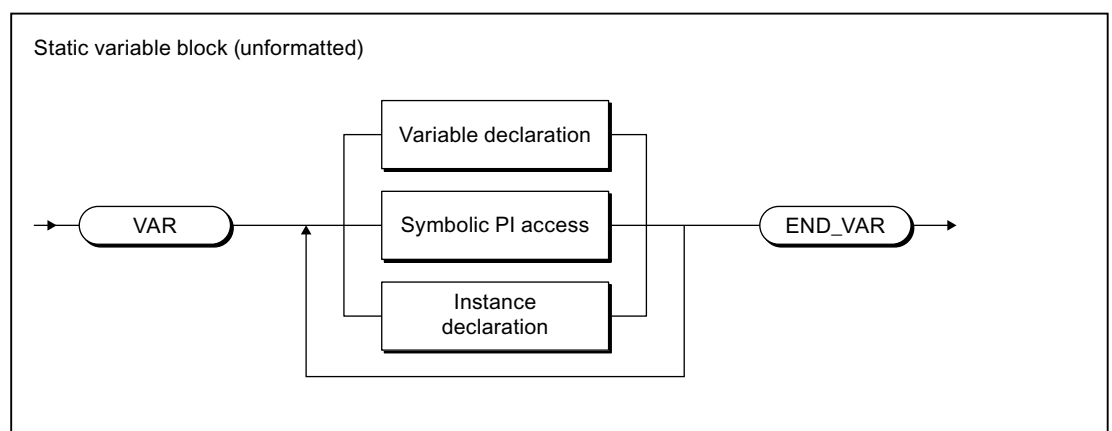 Static variable block (unformatted)
Variable declaration
VAR
Symbolic PI access
END_VAR
Instance
declaration